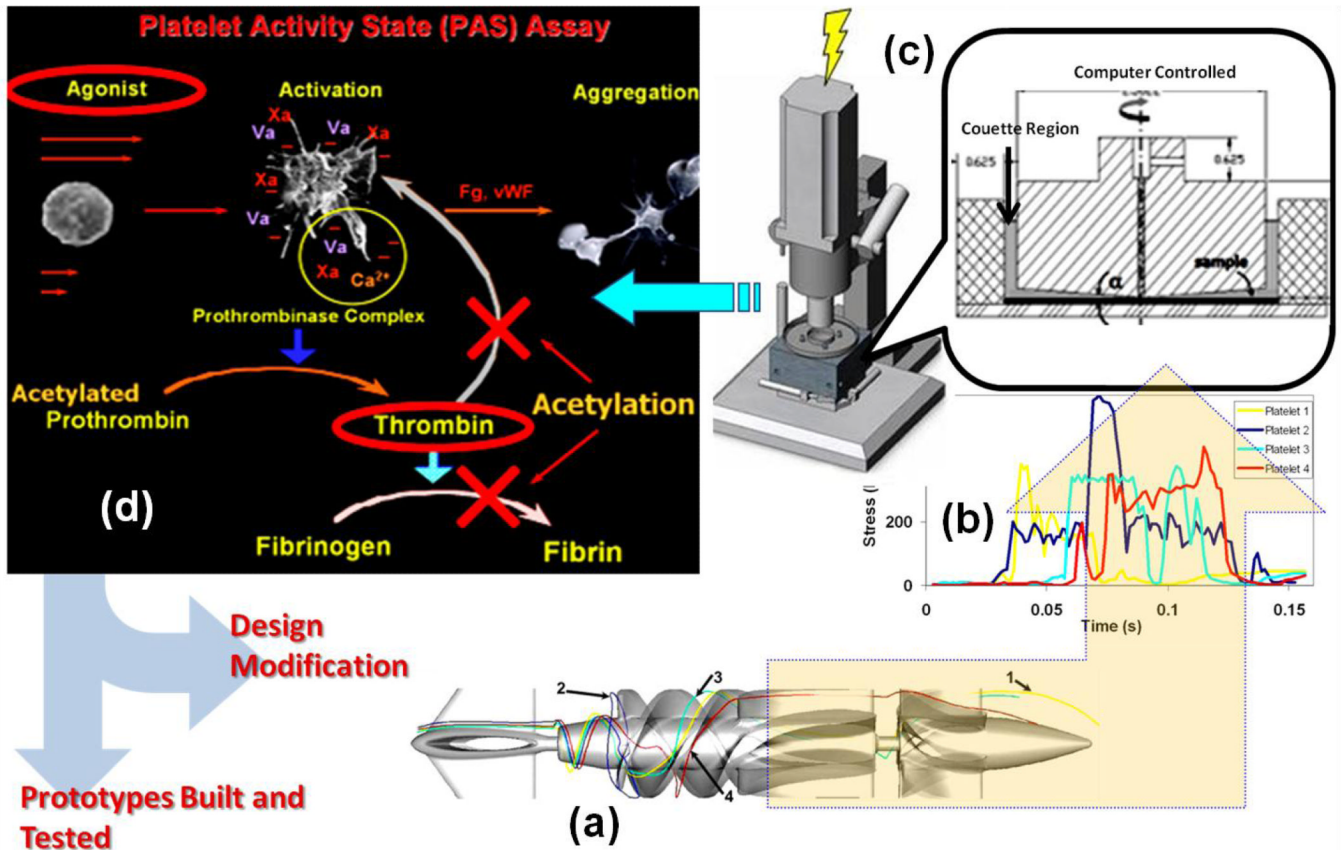 Platelet Activity State (PAS) Assay
Agonist
Activation
Aggregation
Xa
Va
Va
Xa
Xa
Va
Va
Xa
Ca²⁺
Fg, vWF
Prothrombinase Complex
Acetylated
Prothrombin
Thrombin
Acetylation
Fibrinogen
Fibrin
(d)
(c)
Computer Controlled
Couette Region
0.625
0.625
α
sample
Platelet 1
Platelet 2
Platelet 3
Platelet 4
(b)
Stress (
200
0
0
0.05
0.1
0.15
Time (s)
Design
Modification
Prototypes Built and
Tested
2
3
1
4
(a)